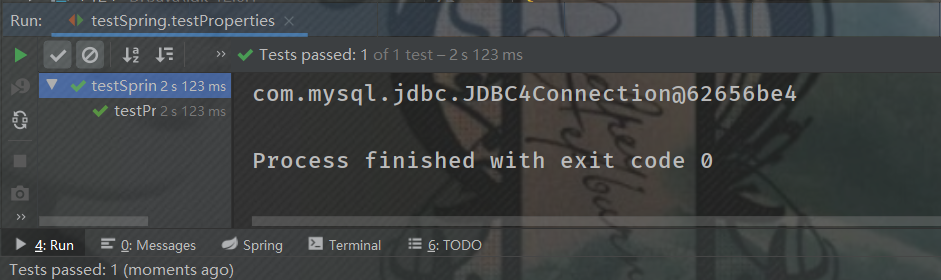 Run: testSpring.testProperties ×
>> Tests passed: 1 of 1 test – 2 s 123 ms
testSprin 2 s 123 ms
testPr 2 s 123 ms
com.mysql.jdbc.JDBC4Connection@62656be4
Process finished with exit code 0
>>
4: Run 0: Messages Spring Terminal 6: TODO
Tests passed: 1 (moments ago)